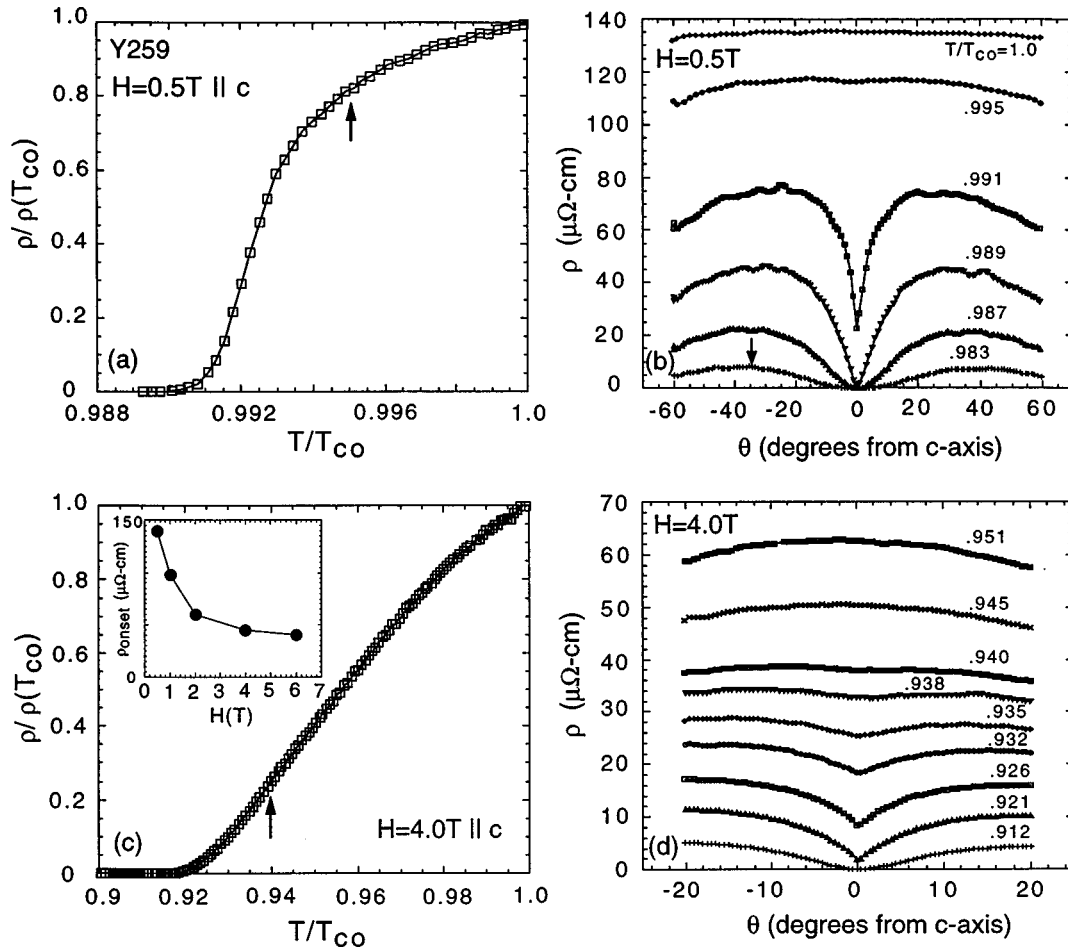 Y259
H=0.5T || c
(a)
ρ/ ρ(TCO)
1.0
0.8
0.6
0.4
0.2
0
0.988
0.992
0.996
1.0
T/TCO
H=0.5T
T/TCO=1.0
.995
.991
.989
.987
.983
(b)
ρ (μΩ-cm)
140
120
100
80
60
40
20
0
-60 -40 -20 0 20 40 60
θ (degrees from c-axis)
ρ/ ρ(TCO)
1.0
0.8
0.6
0.4
0.2
0
150
ρonset (μΩ-cm)
0
0 1 2 3 4 5 6 7
H(T)
(c)
H=4.0T || c
0.9 0.92 0.94 0.96 0.98 1.0
T/TCO
H=4.0T
.951
.945
.940
.938
.935
.932
.926
.921
.912
(d)
ρ (μΩ-cm)
70
60
50
40
30
20
10
0
-20 -10 0 10 20
θ (degrees from c-axis)